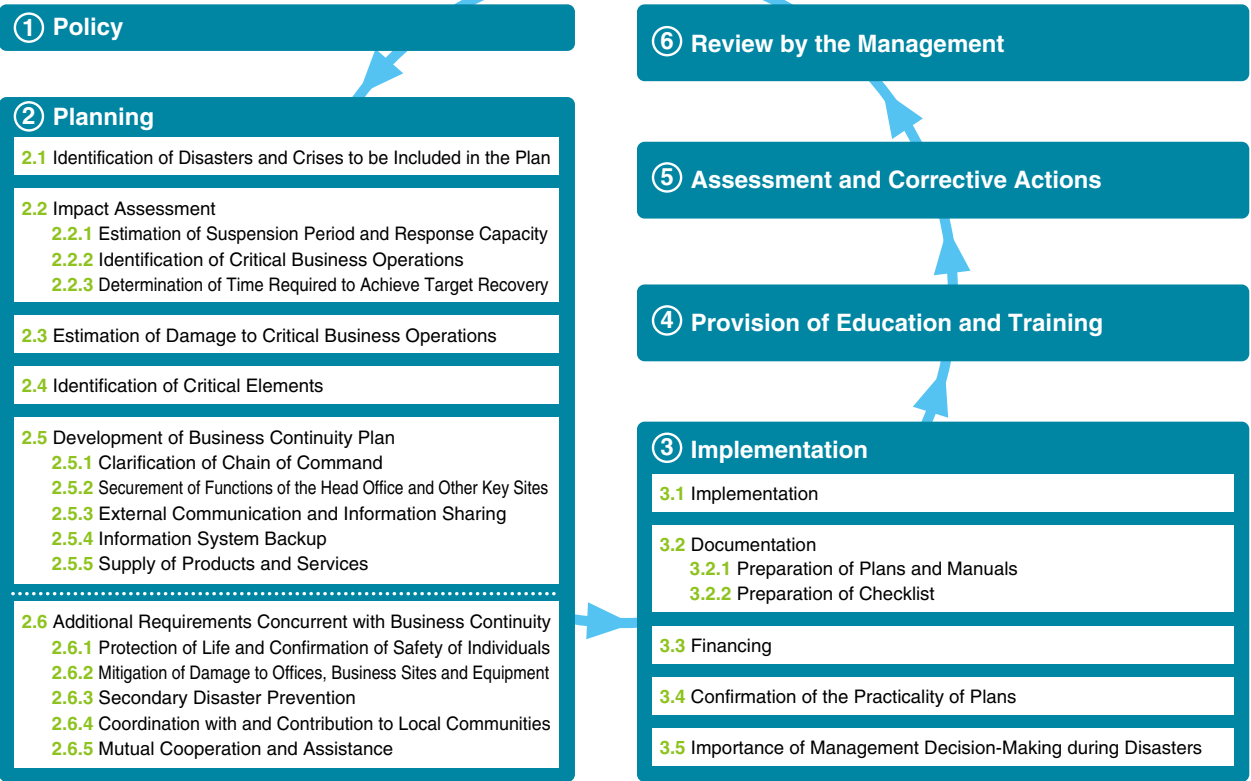 ① Policy
② Planning
2.1 Identification of Disasters and Crises to be Included in the Plan
2.2 Impact Assessment
2.2.1 Estimation of Suspension Period and Response Capacity
2.2.2 Identification of Critical Business Operations
2.2.3 Determination of Time Required to Achieve Target Recovery
2.3 Estimation of Damage to Critical Business Operations
2.4 Identification of Critical Elements
2.5 Development of Business Continuity Plan
2.5.1 Clarification of Chain of Command
2.5.2 Securement of Functions of the Head Office and Other Key Sites
2.5.3 External Communication and Information Sharing
2.5.4 Information System Backup
2.5.5 Supply of Products and Services
2.6 Additional Requirements Concurrent with Business Continuity
2.6.1 Protection of Life and Confirmation of Safety of Individuals
2.6.2 Mitigation of Damage to Offices, Business Sites and Equipment
2.6.3 Secondary Disaster Prevention
2.6.4 Coordination with and Contribution to Local Communities
2.6.5 Mutual Cooperation and Assistance
③ Implementation
3.1 Implementation
3.2 Documentation
3.2.1 Preparation of Plans and Manuals
3.2.2 Preparation of Checklist
3.3 Financing
3.4 Confirmation of the Practicality of Plans
3.5 Importance of Management Decision-Making during Disasters
④ Provision of Education and Training
⑤ Assessment and Corrective Actions
⑥ Review by the Management